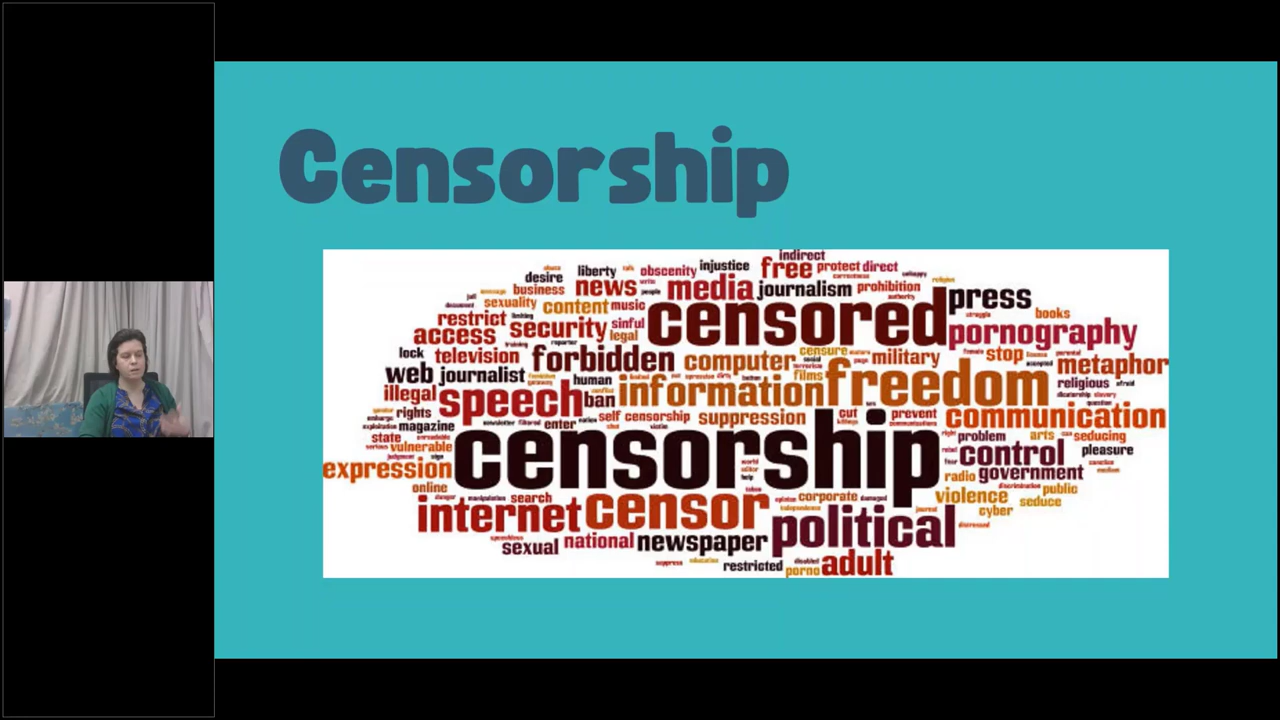 Censorship
indirect
desire liberty obscenity injustice free protect direct
business news media journalism prohibition press
sexuality content music censored books
restrict security sinful pornography
access legal
lock television forbidden computer censure military stop metaphor
web journalist human films religious
illegal speech ban information freedom
rights self censorship suppression cut prevent communication
magazine enter
state censorship problem arts seducing
vulnerable control pleasure
expression radio government
online search corporate violence public
internet censor political cyber seduce
sexual national newspaper
restricted porno adult